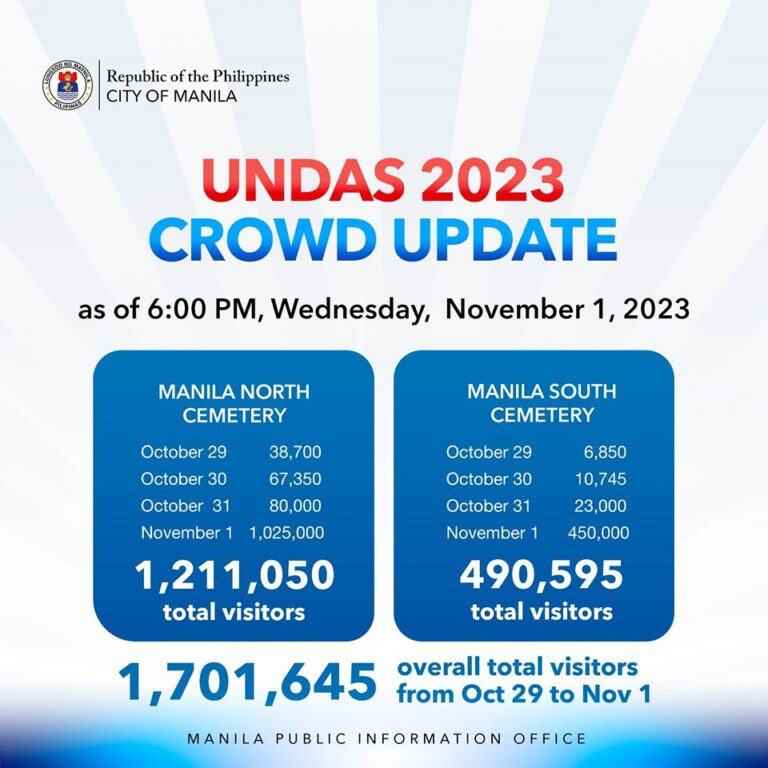 LUNGSOD NG MAYNILA
PILIPINAS
Republic of the Philippines
CITY OF MANILA
UNDAS 2023
CROWD UPDATE
as of 6:00 PM, Wednesday, November 1, 2023
MANILA NORTH
CEMETERY
October 29 38,700
October 30 67,350
October 31 80,000
November 1 1,025,000
1,211,050
total visitors
MANILA SOUTH
CEMETERY
October 29 6,850
October 30 10,745
October 31 23,000
November 1 450,000
490,595
total visitors
1,701,645
overall total visitors
from Oct 29 to Nov 1
MANILA PUBLIC INFORMATION OFFICE